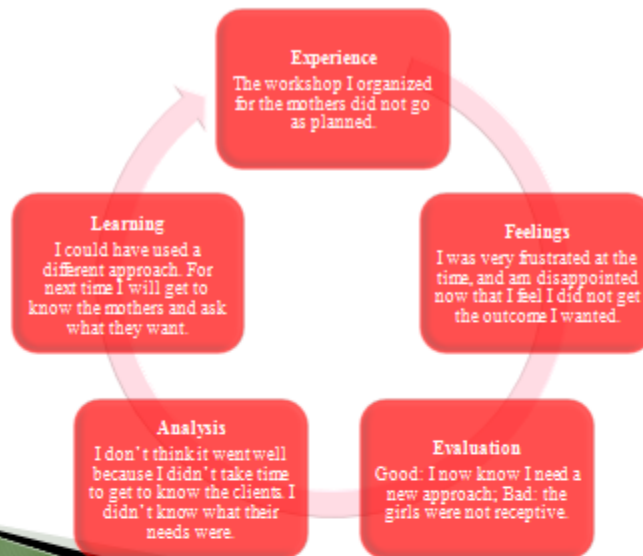 Experience
The workshop I organized
for the mothers did not go
as planned.
Feelings
I was very frustrated at the
time, and am disappointed
now that I feel I did not get
the outcome I wanted.
Evaluation
Good: I now know I need a
new approach; Bad: the
girls were not receptive.
Analysis
I don't think it went well
because I didn't take time
to get to know the clients. I
didn't know what their
needs were.
Learning
I could have used a
different approach. For
next time I will get to
know the mothers and ask
what they want.